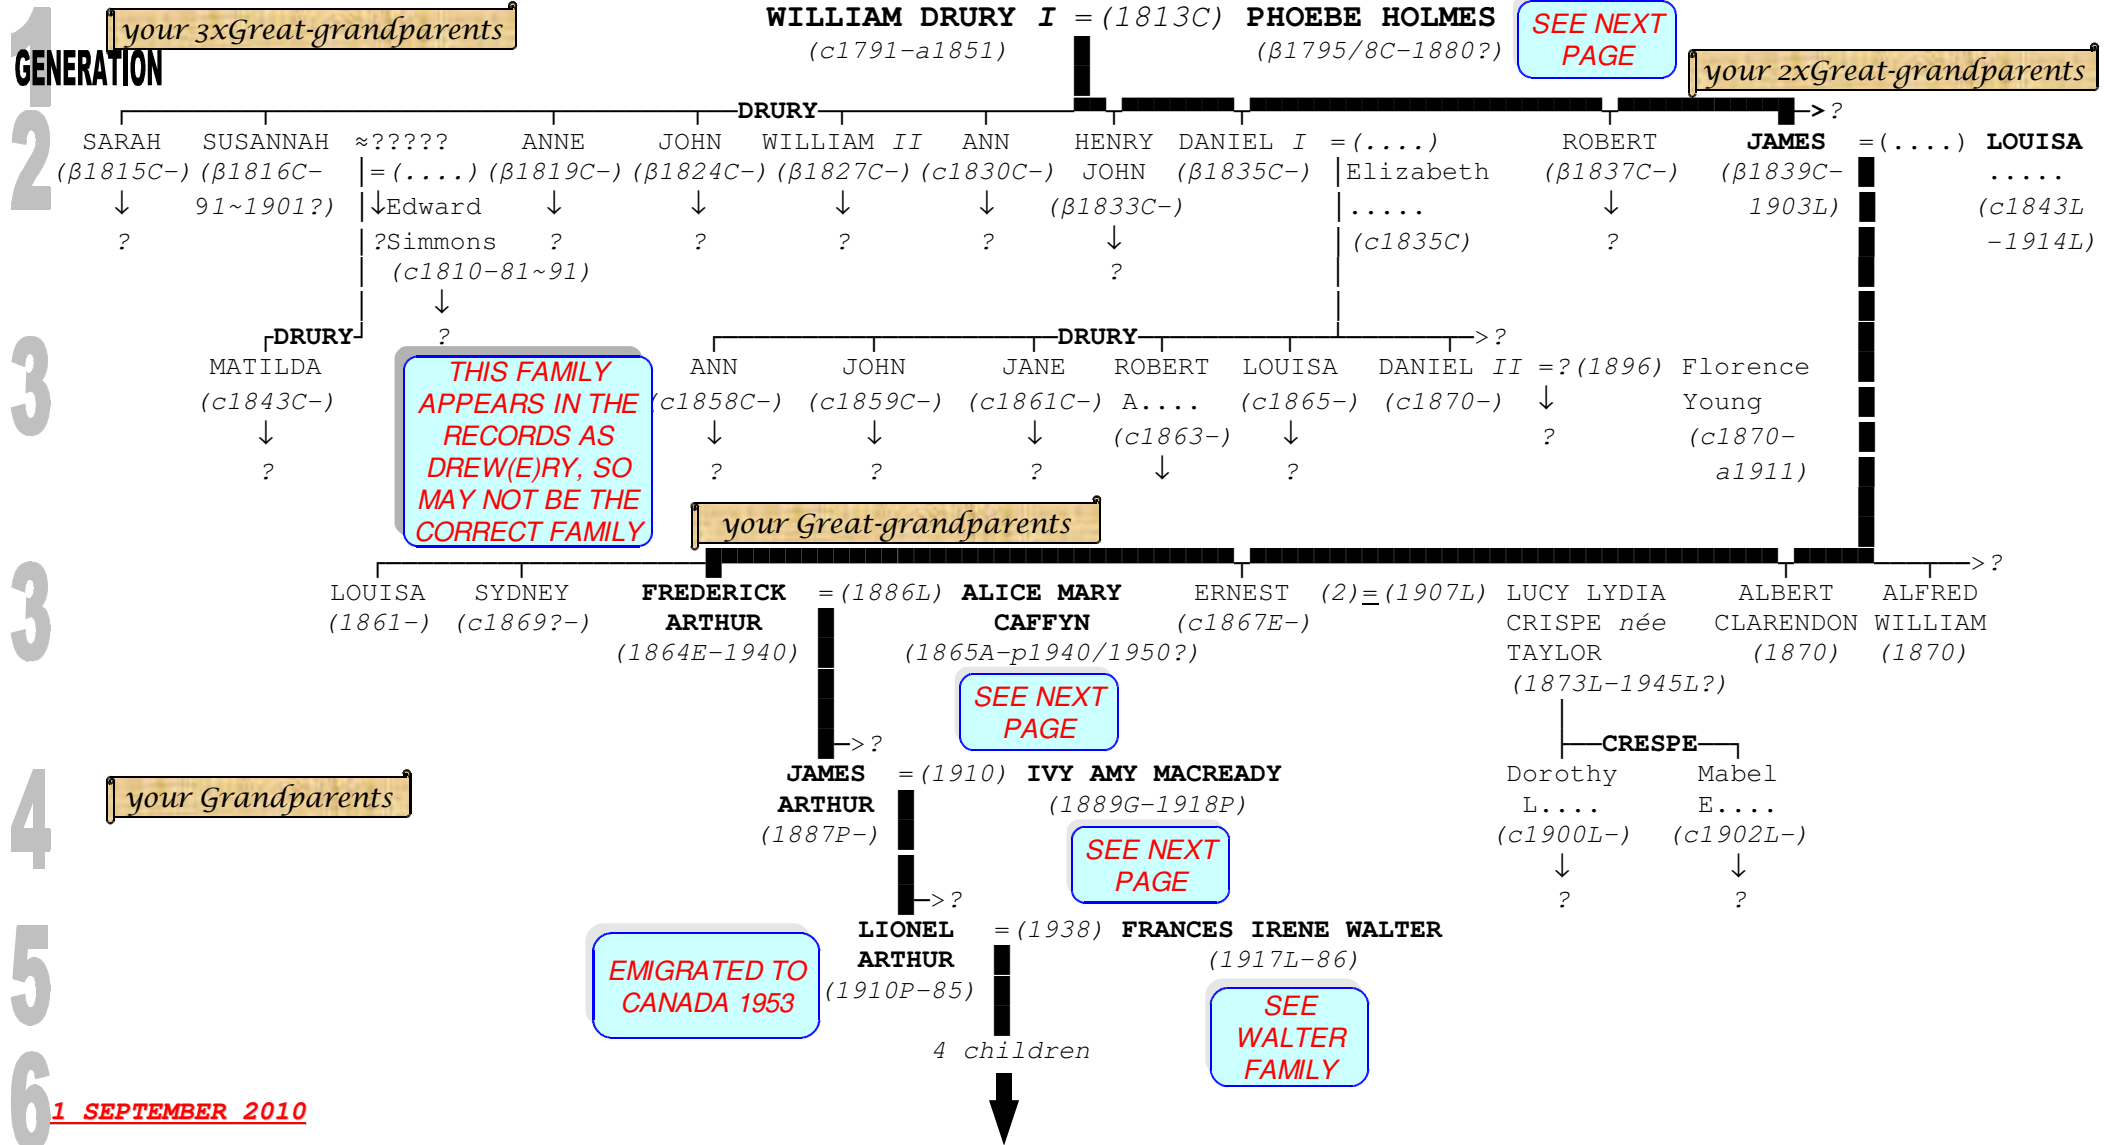 1
your 3xGreat-grandparents
WILLIAM DRURY I =(1813C) PHOEBE HOLMES
(c1791-a1851) (β1795/8C-1880?)
SEE NEXT
PAGE
GENERATION
your 2xGreat-grandparents
DRURY >?
2
SARAH SUSANNAH ≈????? ANNE JOHN WILLIAM II ANN HENRY DANIEL I =(....) ROBERT JAMES =(....) LOUISA
(β1815C-) (β1816C- |=(....) (β1819C-) (β1824C-) (β1827C-) (c1830C-) JOHN (β1835C-) |Elizabeth (β1837C-) (β1839C- .....
↓ 91~1901?) |↓Edward ↓ ↓ ↓ ↓ (β1833C-) |..... ↓ 1903L) (c1843L
? |?Simmons ? ? ? ? ↓ |(c1835C) ? -1914L)
(c1810-81~91) ?
↓
DRURY ? DRURY >?
3
MATILDA ANN JOHN JANE ROBERT LOUISA DANIEL II =?(1896) Florence
(c1843C-) (c1858C-) (c1859C-) (c1861C-) A.... (c1865-) (c1870-) ↓ Young
↓ ↓ ↓ ↓ (c1863-) ↓ ? (c1870-
? ? ? ? ↓ ? a1911)
THIS FAMILY
APPEARS IN THE
RECORDS AS
DREW(E)RY, SO
MAY NOT BE THE
CORRECT FAMILY
your Great-grandparents
>?
3
LOUISA SYDNEY FREDERICK =(1886L) ALICE MARY ERNEST (2)=(1907L) LUCY LYDIA ALBERT ALFRED
(1861-) (c1869?-) ARTHUR CAFFYN (c1867E-) CRISPE née CLARENDON WILLIAM
(1864E-1940) (1865A-p1940/1950?) TAYLOR (1870) (1870)
(1873L-1945L?)
SEE NEXT
PAGE
>? CRESPE
4
your Grandparents
JAMES =(1910) IVY AMY MACREADY Dorothy Mabel
ARTHUR (1889G-1918P) L.... E....
(1887P-) (c1900L-) (c1902L-)
↓ ↓
SEE NEXT
PAGE
>? ? ?
5
LIONEL =(1938) FRANCES IRENE WALTER
ARTHUR (1917L-86)
(1910P-85)
EMIGRATED TO
CANADA 1953
SEE
WALTER
FAMILY
4 children
6
1 SEPTEMBER 2010